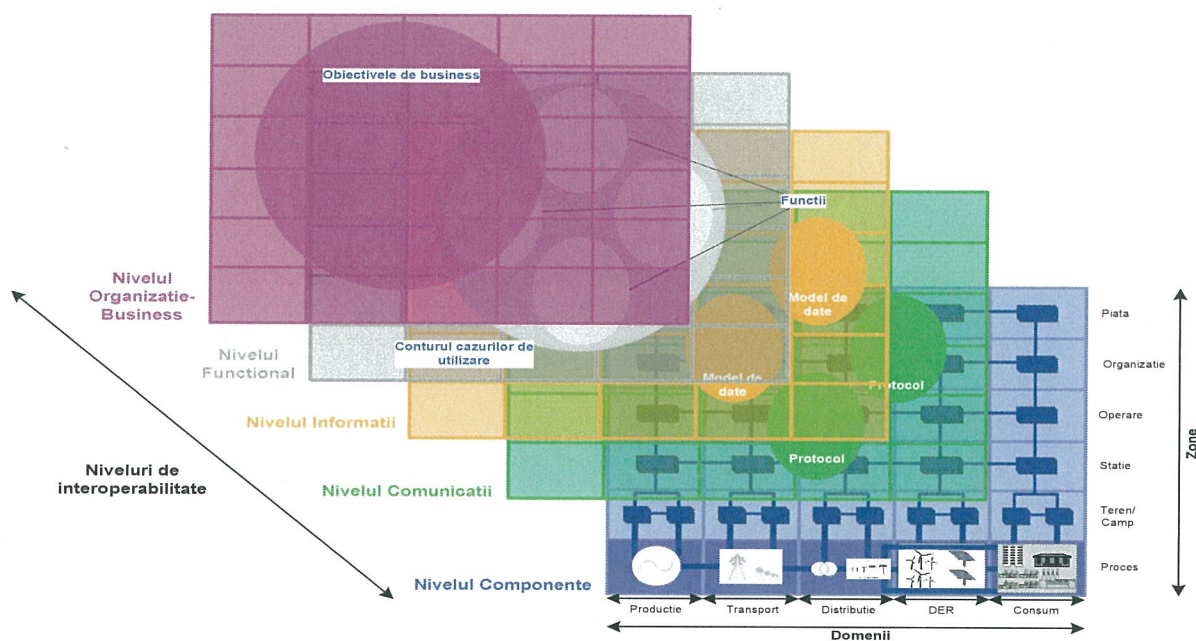 Obiectivele de business
Functii
Nivelul
Organizatie-
Business
Model de
date
Piata
Conturul cazurilor de
utilizare
Nivelul
Functional
Model de
date
Protocol
Organizatie
Nivelul Informatii
Operare
Zone
Protocol
Statie
Niveluri de
interoperabilitate
Nivelul Comunicatii
Teren/
Camp
Nivelul Componente
Proces
Productie
Transport
Distributie
DER
Consum
Domenii